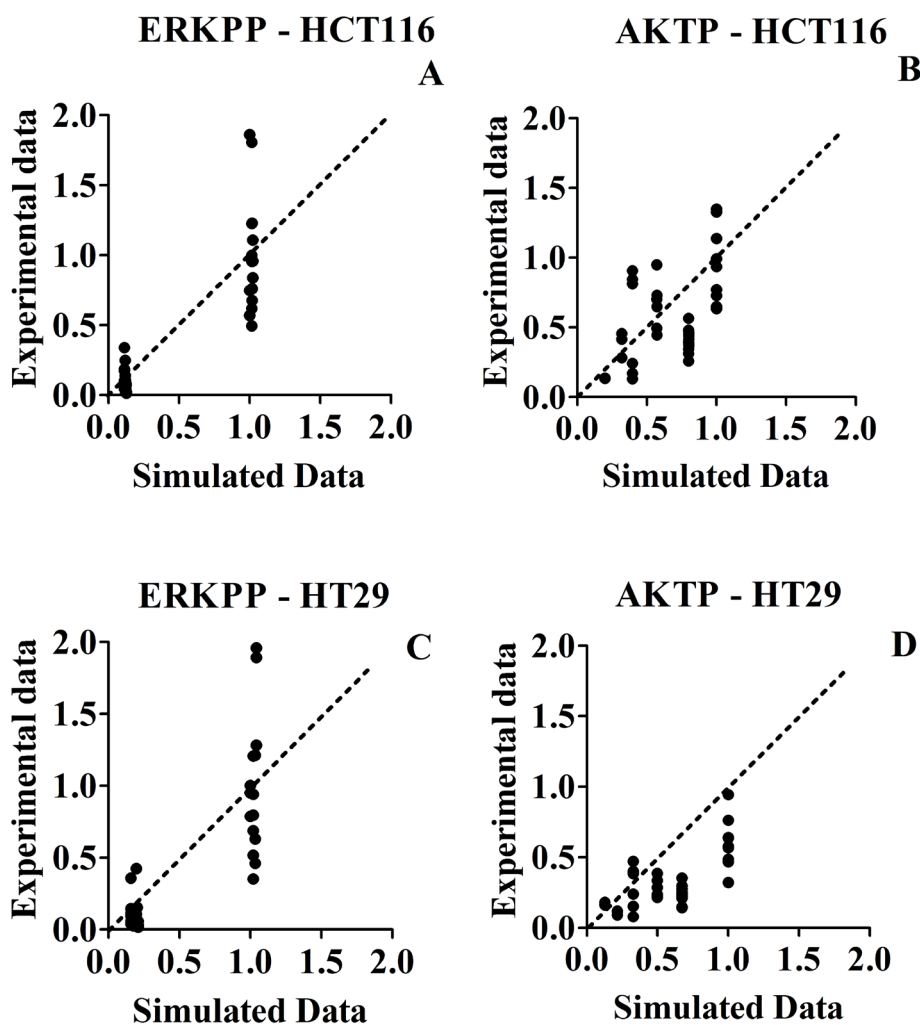 ERKPP - HCT116
A
Experimental data
2.0
1.5
1.0
0.5
0.0
0.0 0.5 1.0 1.5 2.0
Simulated Data
AKTP - HCT116
B
Experimental data
2.0
1.5
1.0
0.5
0.0
0.0 0.5 1.0 1.5 2.0
Simulated Data
ERKPP - HT29
C
Experimental data
2.0
1.5
1.0
0.5
0.0
0.0 0.5 1.0 1.5 2.0
Simulated Data
AKTP - HT29
D
Experimental data
2.0
1.5
1.0
0.5
0.0
0.0 0.5 1.0 1.5 2.0
Simulated Data